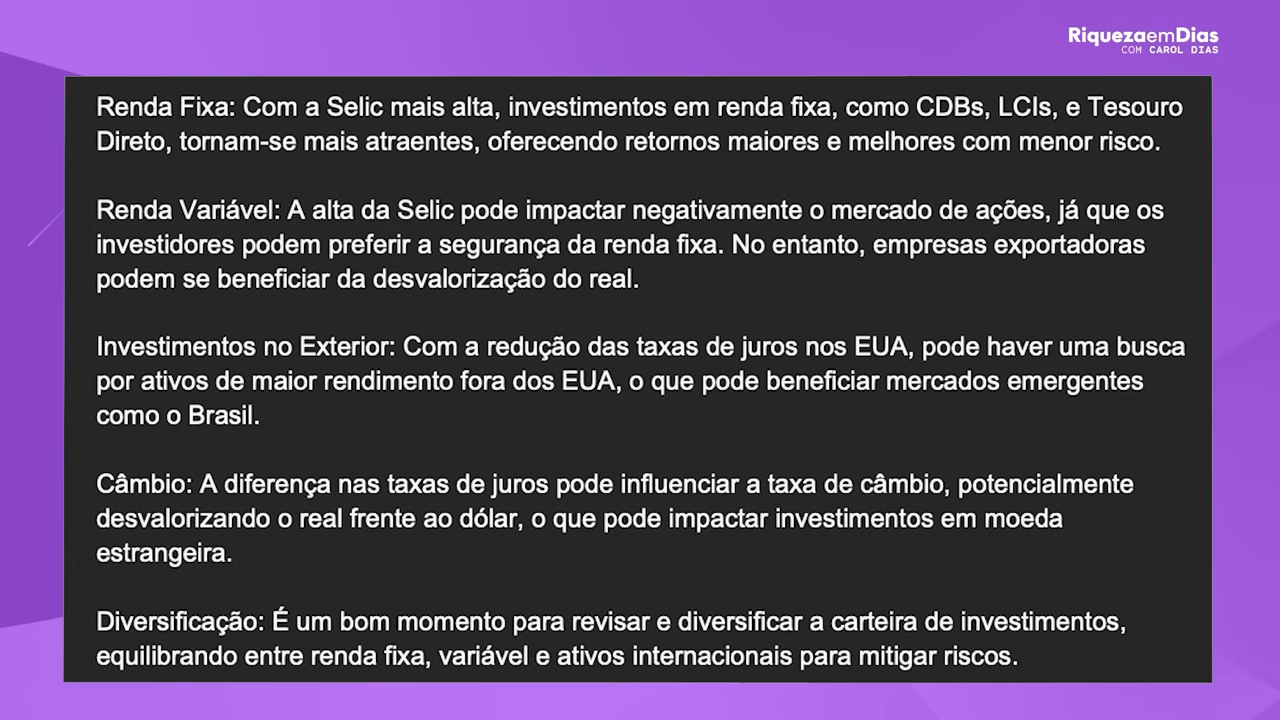 RiquezaemDias
COM CAROL DIAS
Renda Fixa: Com a Selic mais alta, investimentos em renda fixa, como CDBs, LCIs, e Tesouro
Direto, tornam-se mais atraentes, oferecendo retornos maiores e melhores com menor risco.
Renda Variável: A alta da Selic pode impactar negativamente o mercado de ações, já que os
investidores podem preferir a segurança da renda fixa. No entanto, empresas exportadoras
podem se beneficiar da desvalorização do real.
Investimentos no Exterior: Com a redução das taxas de juros nos EUA, pode haver uma busca
por ativos de maior rendimento fora dos EUA, o que pode beneficiar mercados emergentes
como o Brasil.
Câmbio: A diferença nas taxas de juros pode influenciar a taxa de câmbio, potencialmente
desvalorizando o real frente ao dólar, o que pode impactar investimentos em moeda
estrangeira.
Diversificação: É um bom momento para revisar e diversificar a carteira de investimentos,
equilibrando entre renda fixa, variável e ativos internacionais para mitigar riscos.